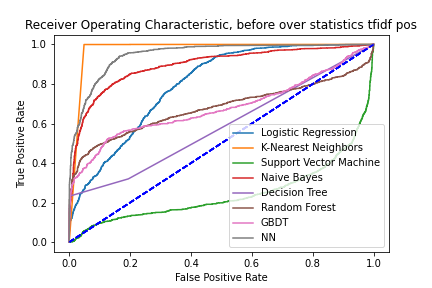 Receiver Operating Characteristic, before over statistics tfidf pos
1.0
0.8
0.6
0.4
0.2
0.0
True Positive Rate
Logistic Regression
K-Nearest Neighbor
Support Vector Machine
Naive Bayes
Decision Tree
Random Forest
GBDT
NN
0.0 0.2 0.4 0.6 0.8 1.0
False Positive Rate